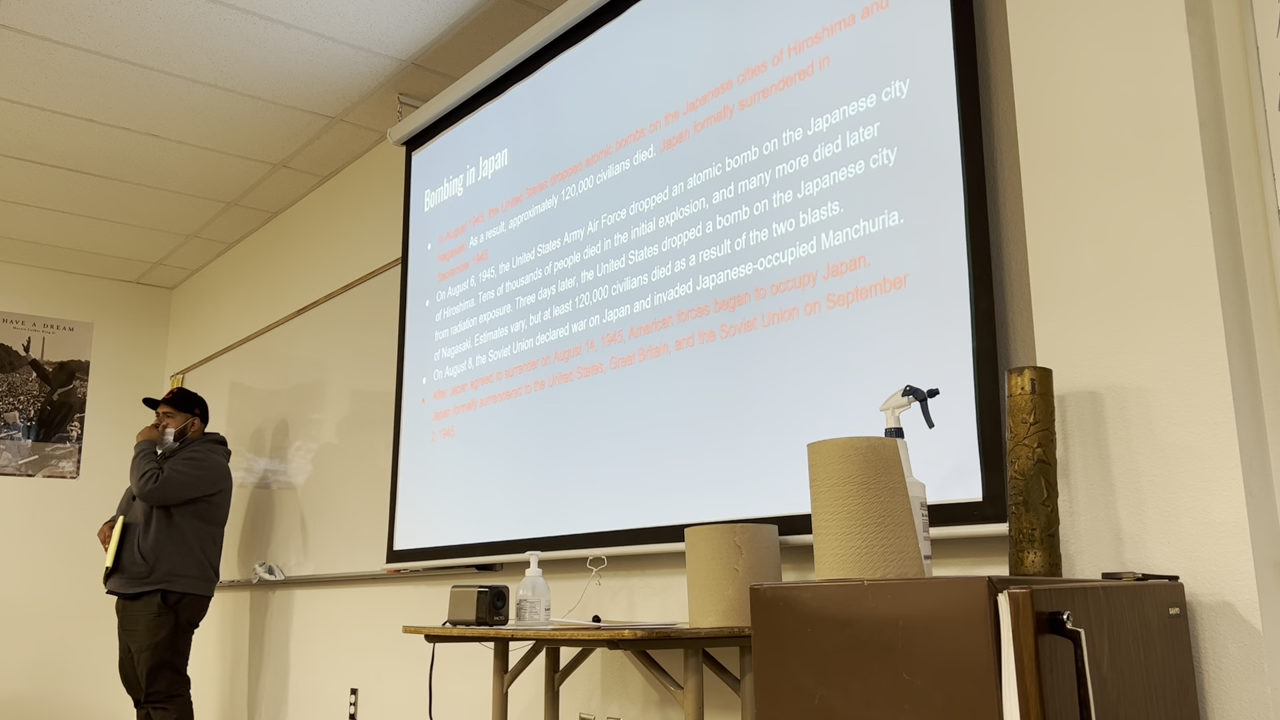 HAVE A DREAM
Bombing in Japan
In August 1945, the United States dropped atomic bombs on the Japanese cities of Hiroshima and
Nagasaki. As a result, approximately 120,000 civilians died. Japan formally surrendered in
September 1945.
On August 6, 1945, the United States Army Air Force dropped an atomic bomb on the Japanese city
of Hiroshima. Tens of thousands of people died in the initial explosion, and many more died later
from radiation exposure. Three days later, the United States dropped a bomb on the Japanese city
of Nagasaki. Estimates vary, but at least 120,000 civilians died as a result of the two blasts.
On August 8, the Soviet Union declared war on Japan and invaded Japanese-occupied Manchuria.
After Japan agreed to surrender on August 14, 1945, American forces began to occupy Japan.
Japan formally surrendered to the United States, Great Britain, and the Soviet Union on September
2, 1945.